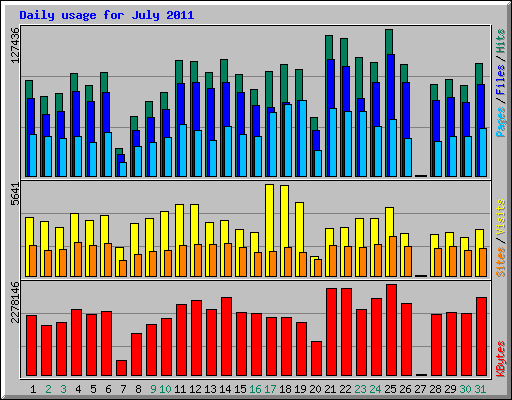 Daily usage for July 2011
127436
Pages / Files / Hits
5641
Sites / Visits
2278146
KBytes
1 2 3 4 5 6 7 8 9 10 11 12 13 14 15 16 17 18 19 20 21 22 23 24 25 26 27 28 29 30 31